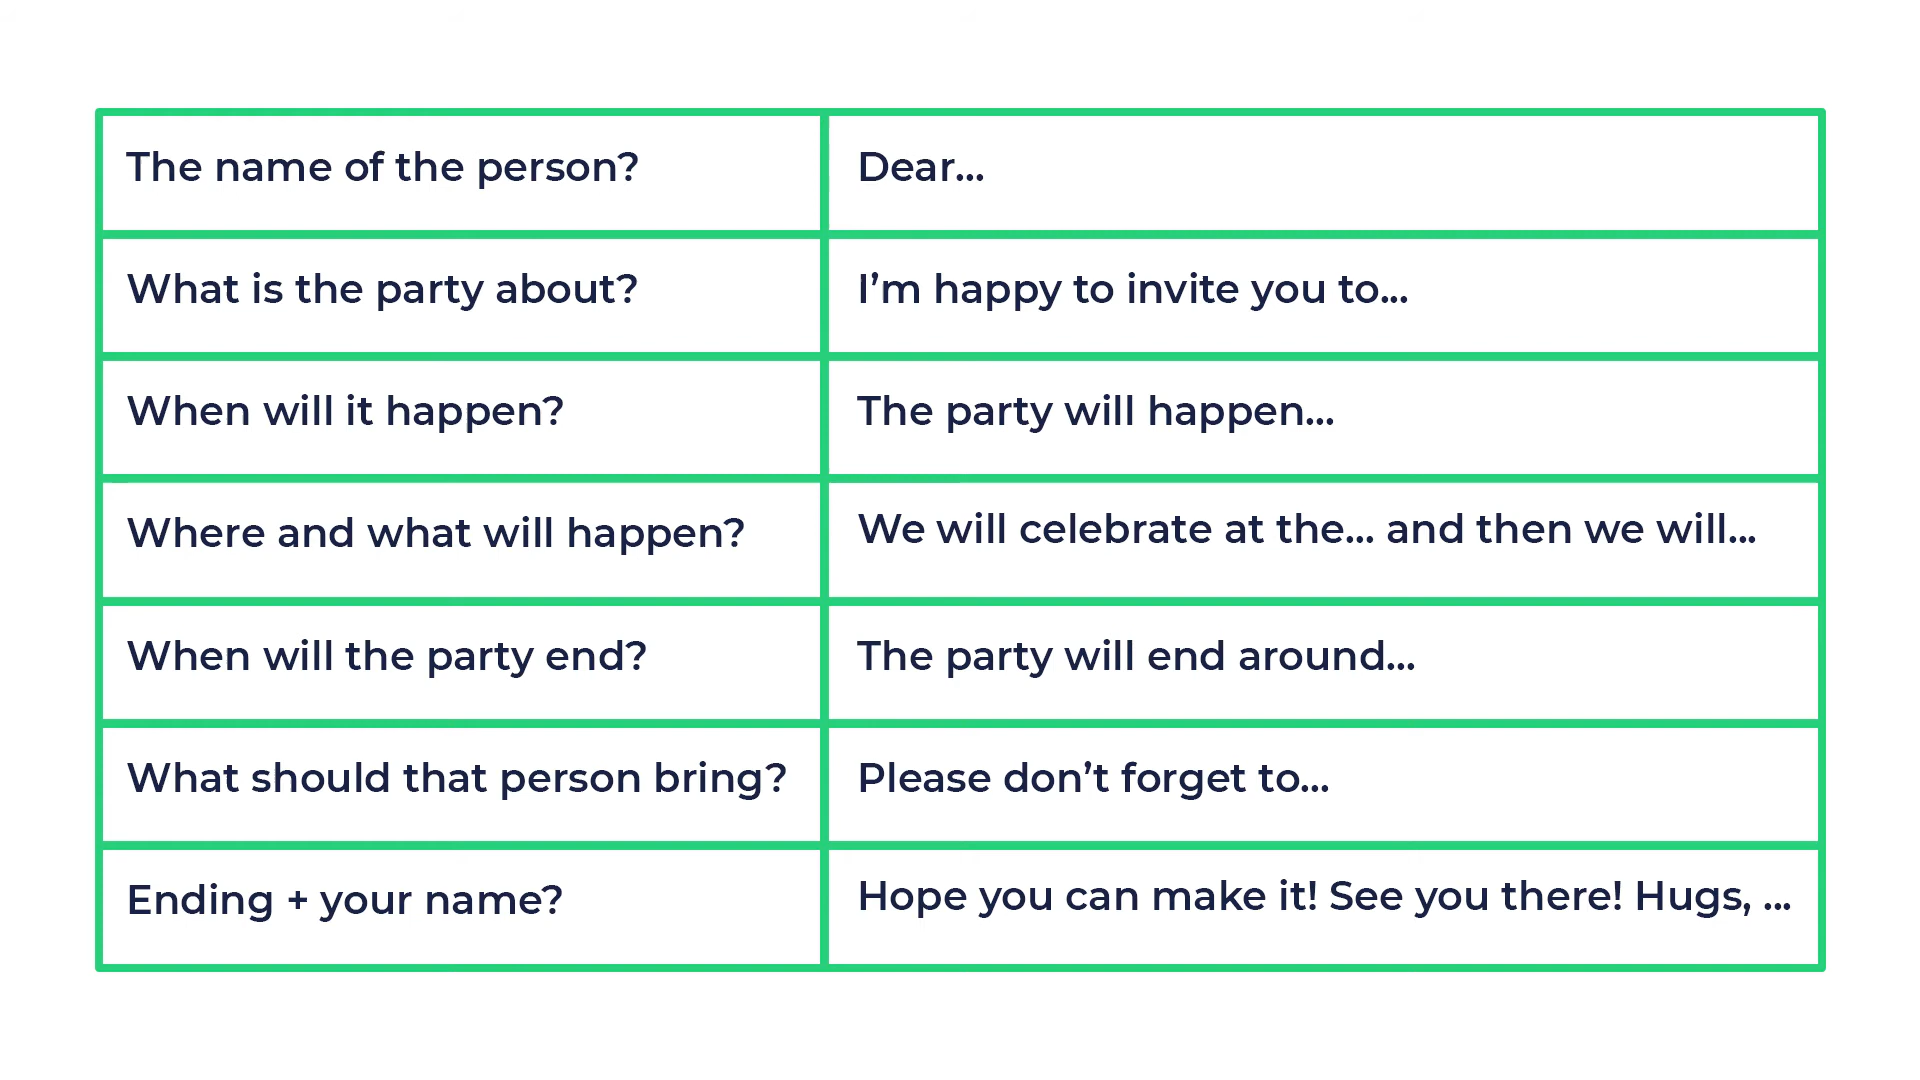 The name of the person?
Dear...
What is the party about?
I’m happy to invite you to...
When will it happen?
The party will happen...
Where and what will happen?
We will celebrate at the... and then we will...
When will the party end?
The party will end around...
What should that person bring?
Please don’t forget to...
Ending + your name?
Hope you can make it! See you there! Hugs, ...